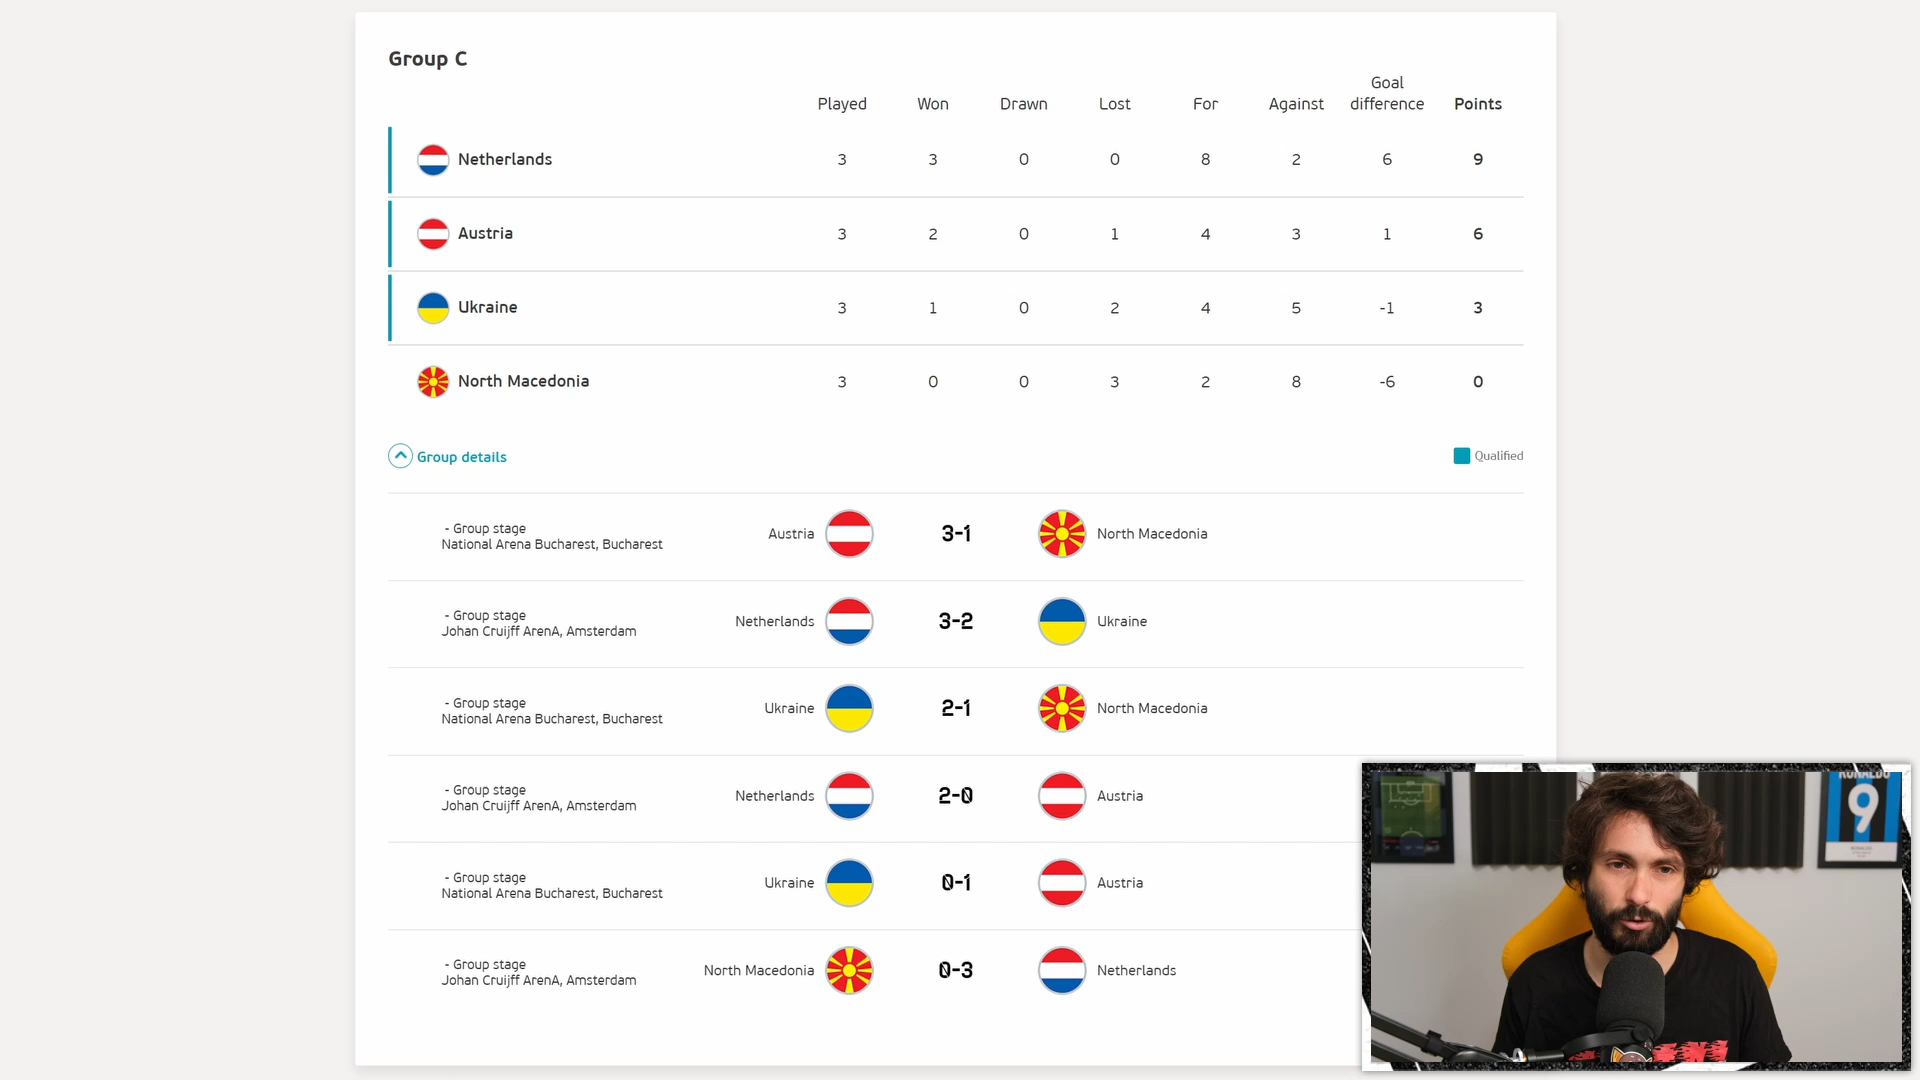 Group C
Played Won Drawn Lost For Against Goal difference Points
Netherlands 3 3 0 0 8 2 6 9
Austria 3 2 0 1 4 3 1 6
Ukraine 3 1 0 2 4 5 -1 3
North Macedonia 3 0 0 3 2 8 -6 0
Group details
Qualified
- Group stage
National Arena Bucharest, Bucharest
Austria 3-1 North Macedonia
- Group stage
Johan Cruijff ArenA, Amsterdam
Netherlands 3-2 Ukraine
- Group stage
National Arena Bucharest, Bucharest
Ukraine 2-1 North Macedonia
- Group stage
Johan Cruijff ArenA, Amsterdam
Netherlands 2-0 Austria
- Group stage
National Arena Bucharest, Bucharest
Ukraine 0-1 Austria
- Group stage
Johan Cruijff ArenA, Amsterdam
North Macedonia 0-3 Netherlands
RONALDO
9